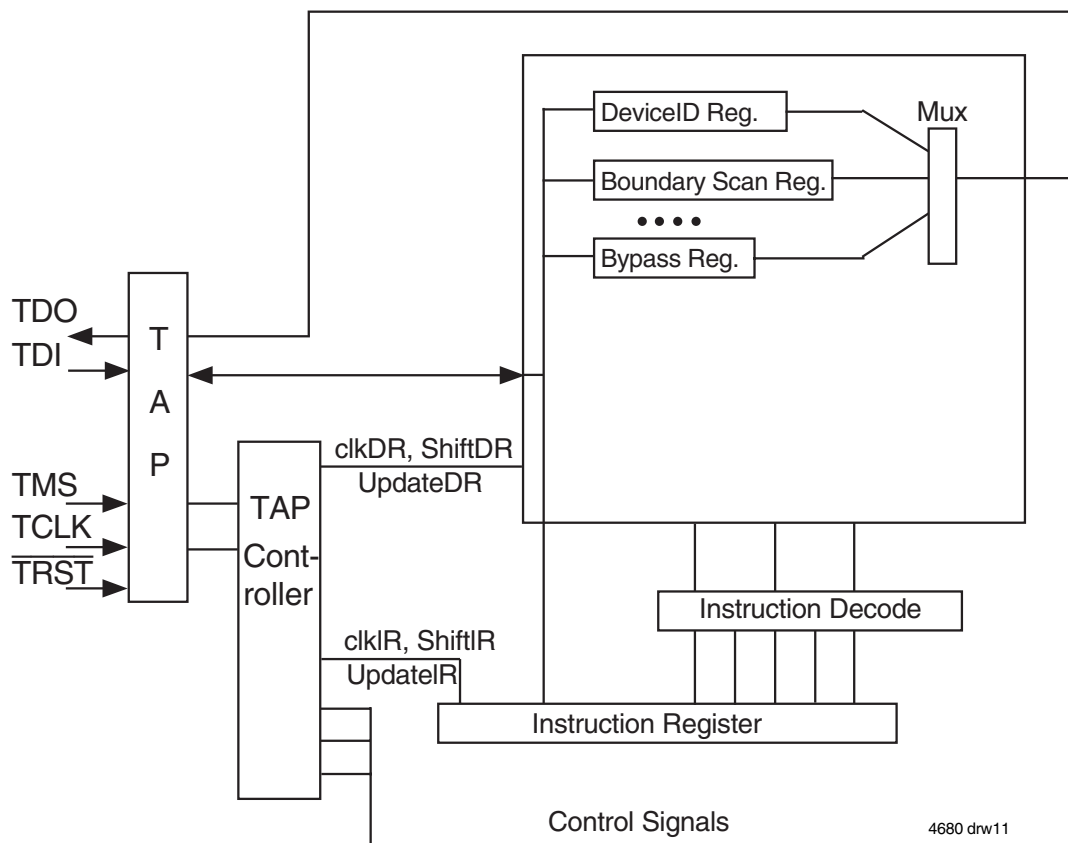 DeviceID Reg.
Mux
Boundary Scan Reg.
Bypass Reg.
TDO
TDI
T
A
P
TMS
TCLK
TRST
clkDR, ShiftDR
UpdateDR
TAP
Cont-
roller
Instruction Decode
clkIR, ShiftIR
UpdateIR
Instruction Register
Control Signals
4680 drw11